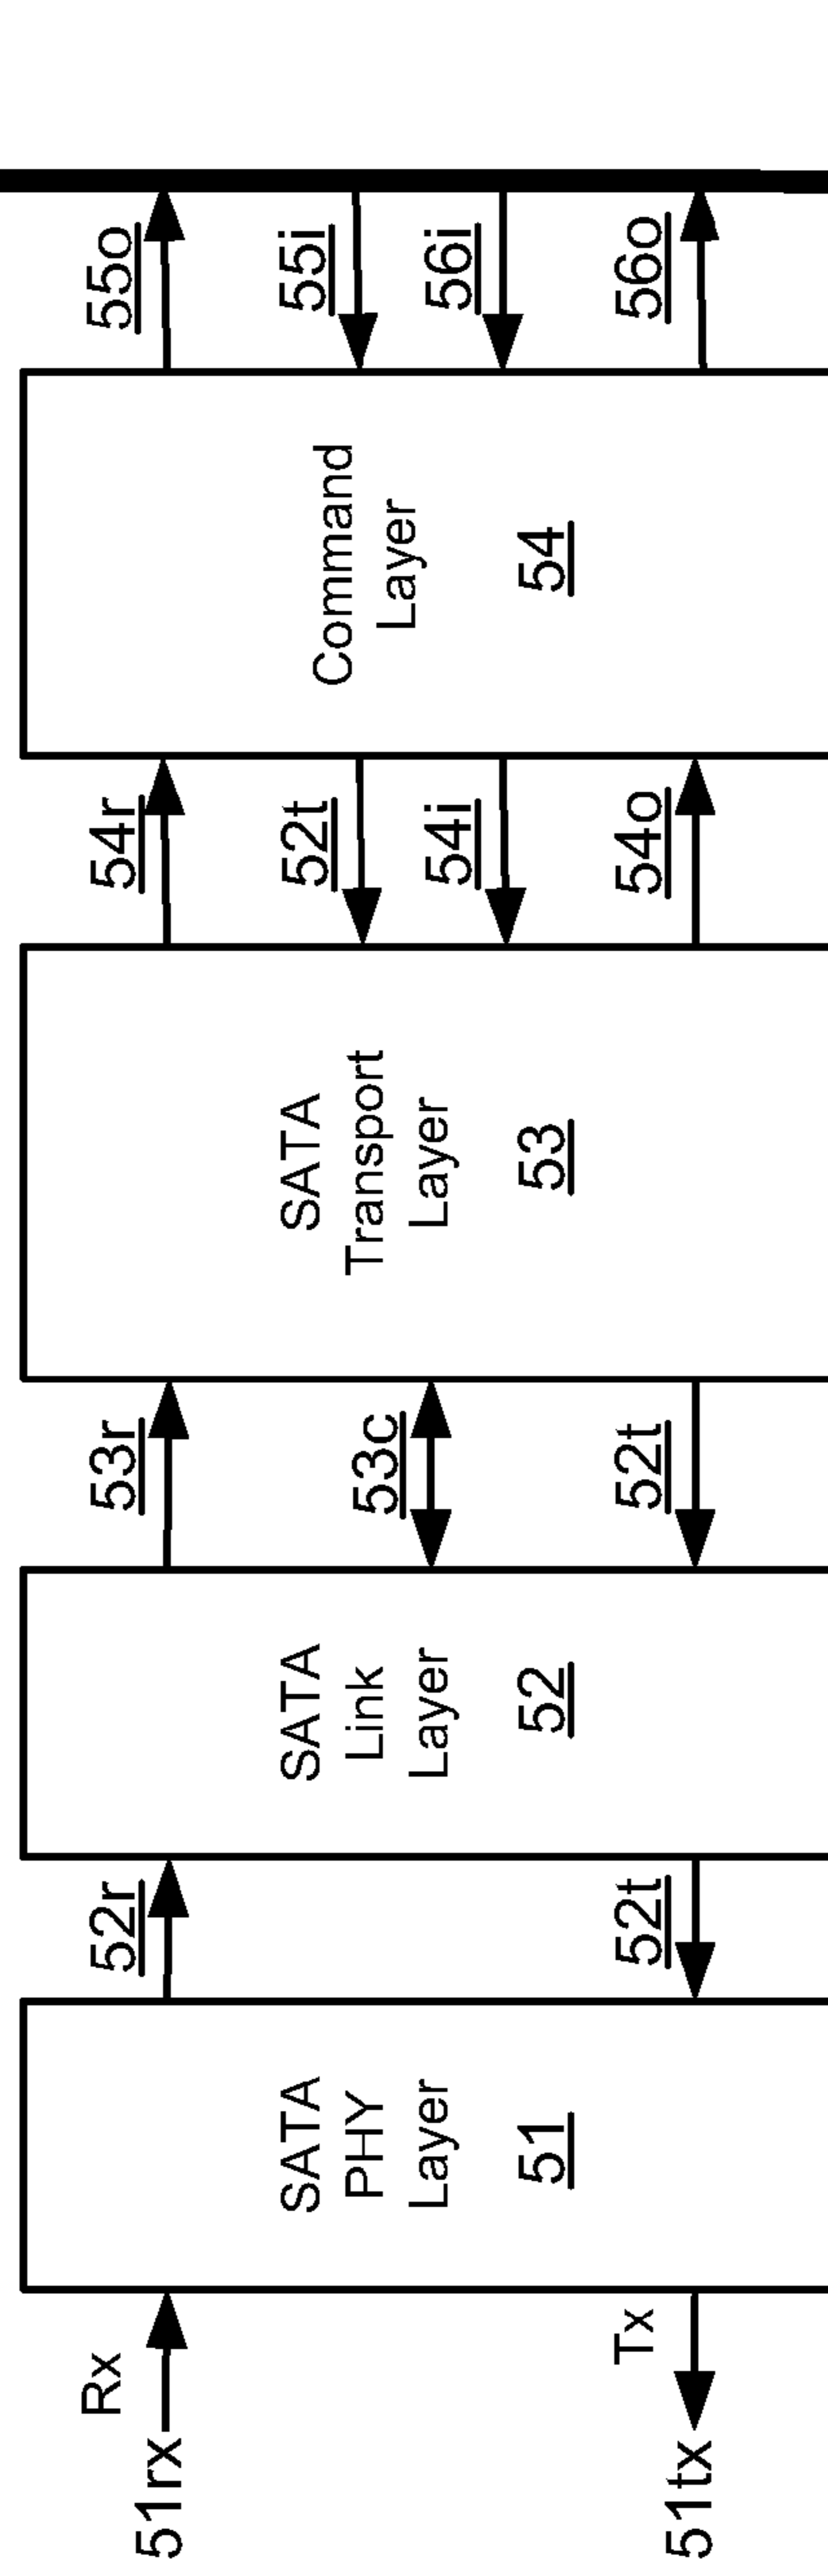 51rx
Rx
51tx
Tx
SATA
PHY
Layer
51
52r
52t
SATA
Link
Layer
52
53r
53c
52t
SATA
Transport
Layer
53
54r
52t
54i
54o
Command
Layer
54
55o
55i
56i
56o